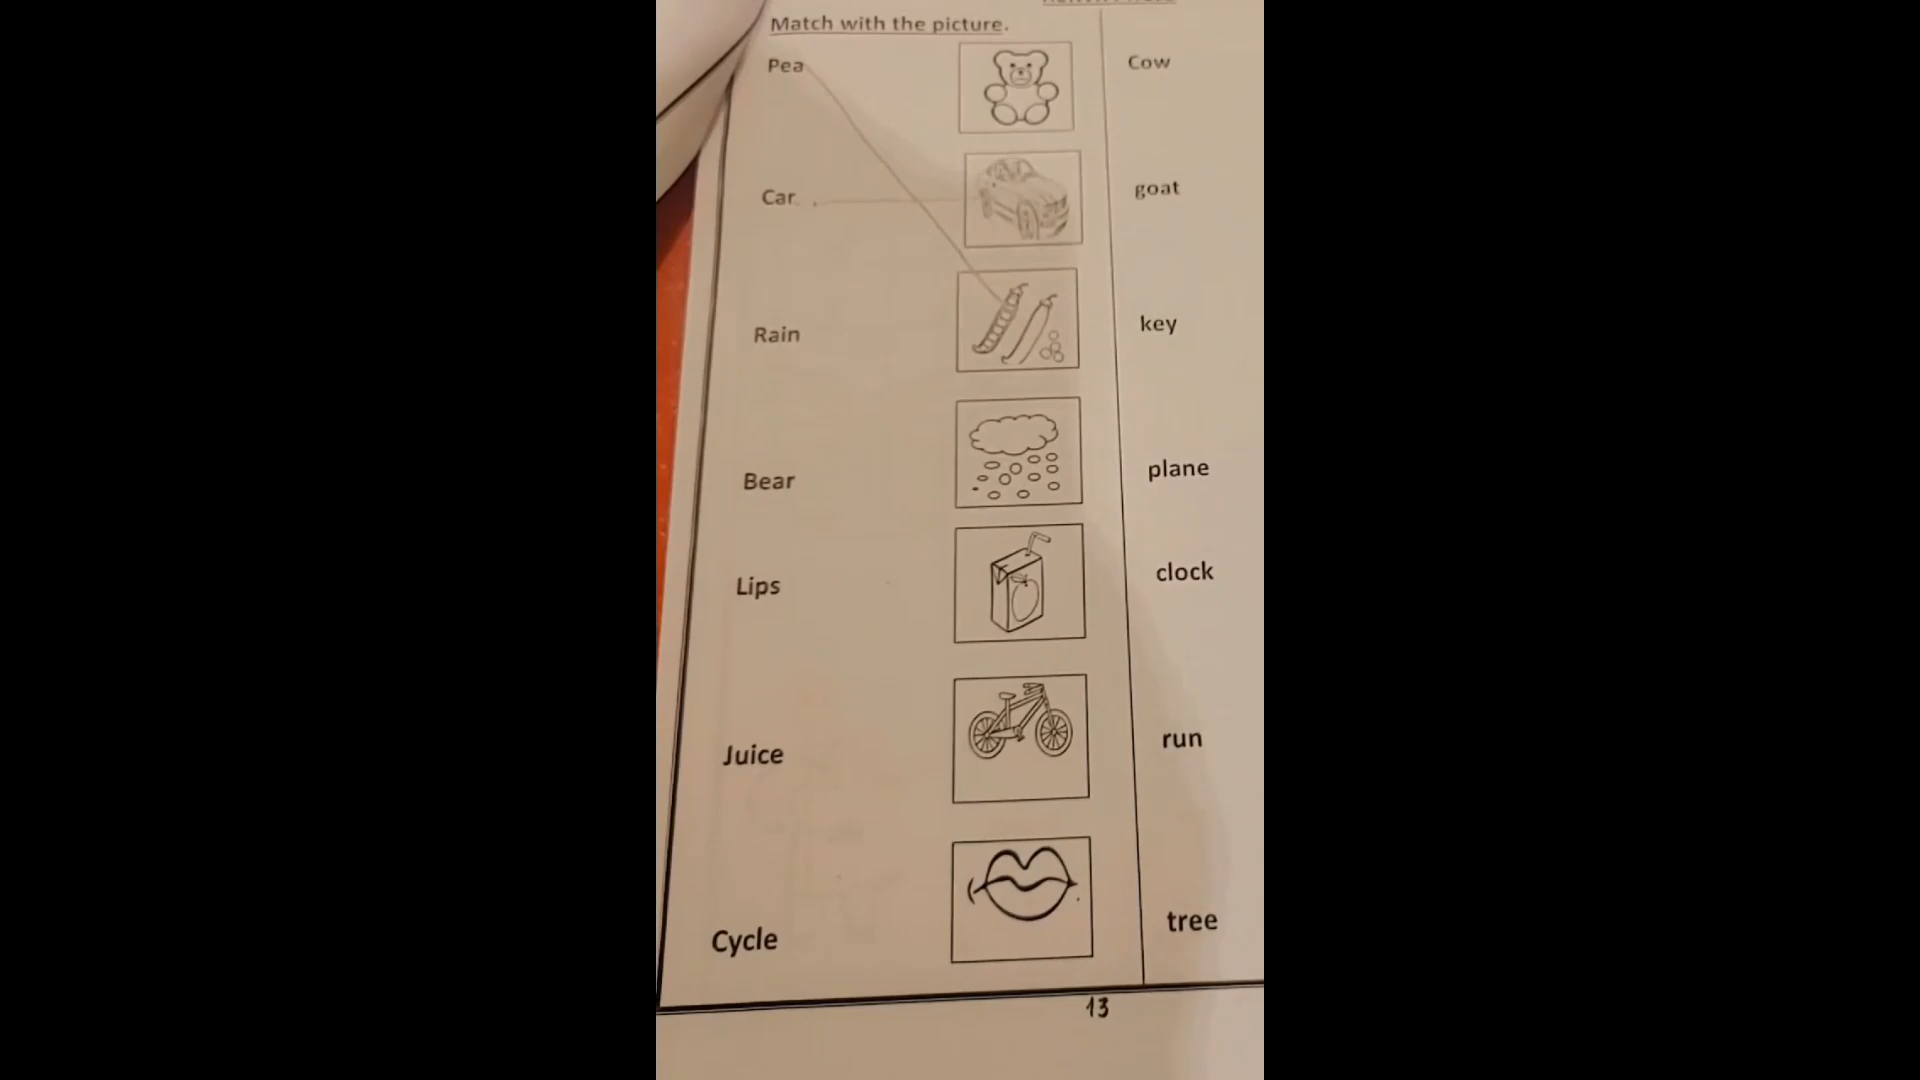 Match with the picture.
Pea
Car
Rain
Bear
Lips
Juice
Cycle
Cow
goat
key
plane
clock
run
tree
13